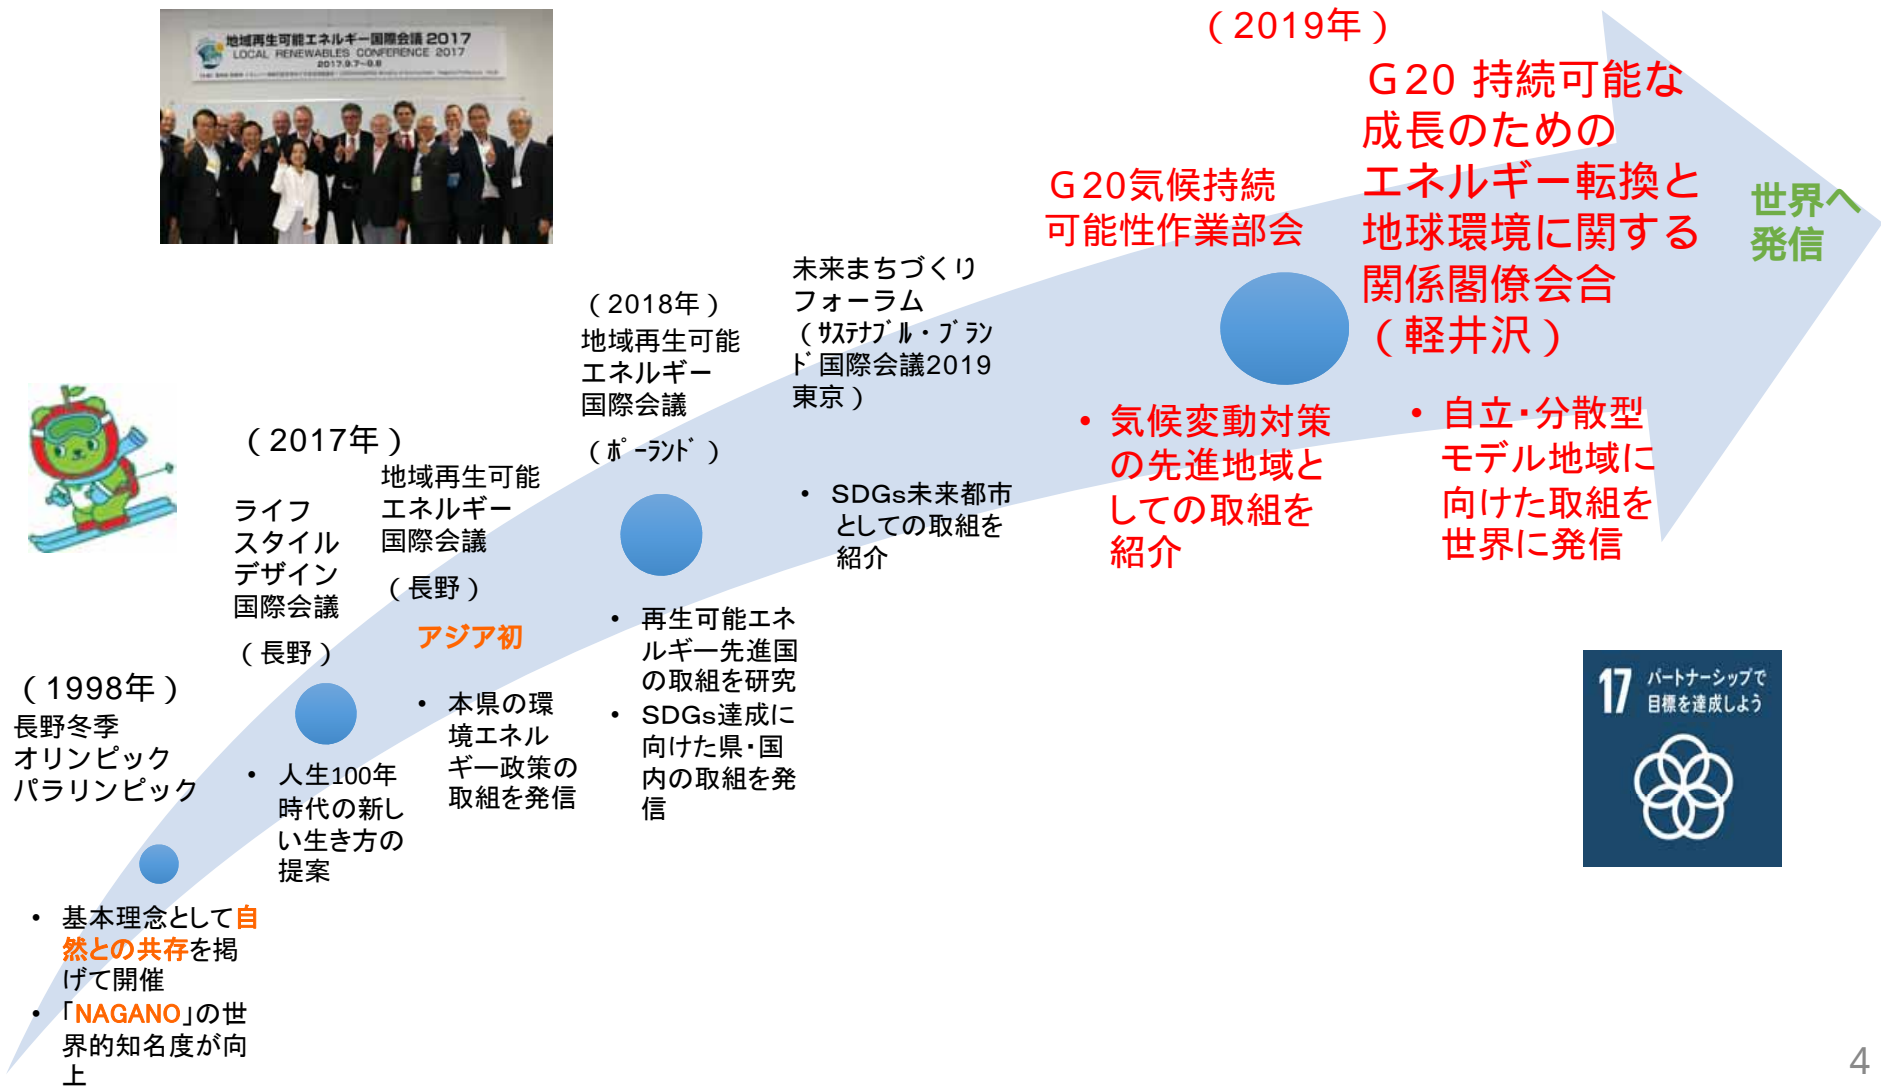 地域再生可能エネルギー国際会議 2017
LOCAL RENEWABLES CONFERENCE 2017
2017.9.7~9.8
（1998年）
長野冬季
オリンピック
パラリンピック
• 基本理念として自
然との共存を掲
げて開催
• 「NAGANO」の世
界的知名度が向
上
（2017年）
ライフ
スタイル
デザイン
国際会議
（長野）
• 人生100年
時代の新し
い生き方の
提案
地域再生可能
エネルギー
国際会議
（長野）
アジア初
• 本県の環
境エネル
ギー政策の
取組を発信
（2018年）
地域再生可能
エネルギー
国際会議
（ﾎﾟｰﾗﾝﾄﾞ）
• 再生可能エネ
ルギー先進国
の取組を研究
• SDGs達成に
向けた県・国
内の取組を発
信
未来まちづくり
フォーラム
（ｻｽﾃﾅﾌﾞﾙ・ﾌﾞﾗﾝ
ﾄﾞ国際会議2019
東京）
• SDGs未来都市
としての取組を
紹介
（2019年）
Ｇ20気候持続
可能性作業部会
• 気候変動対策
の先進地域と
しての取組を
紹介
Ｇ20 持続可能な
成長のための
エネルギー転換と
地球環境に関する
関係閣僚会合
（軽井沢）
• 自立・分散型
モデル地域に
向けた取組を
世界に発信
世界へ
発信
17 パートナーシップで
目標を達成しよう
4